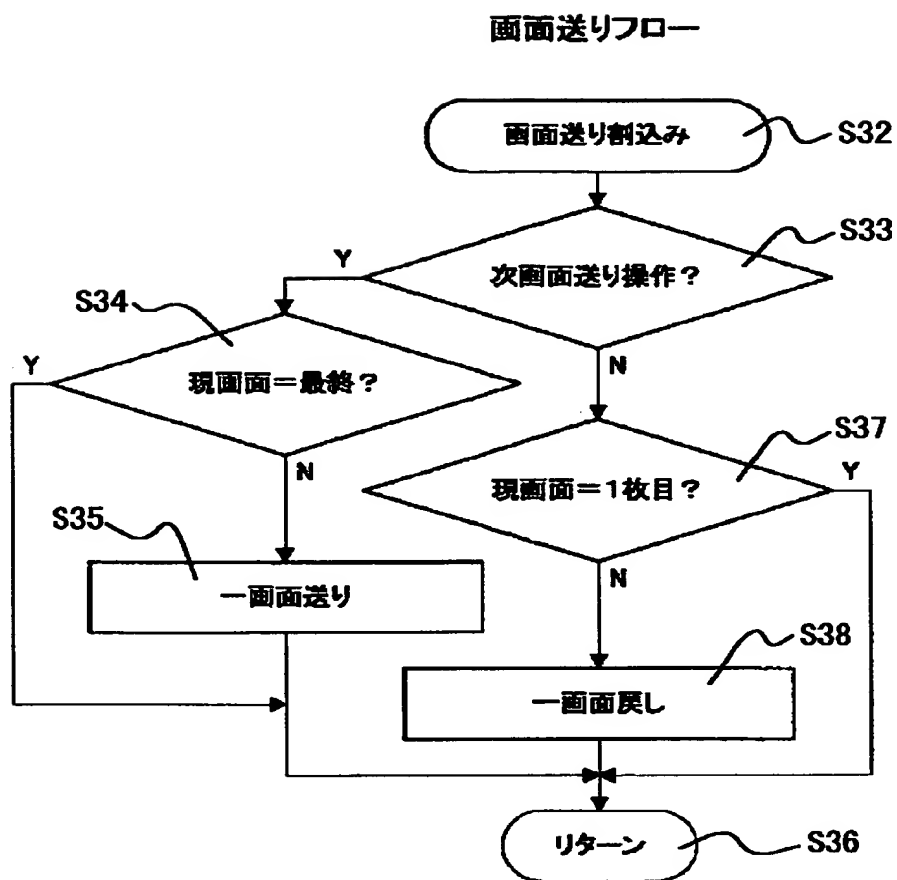 画面送りフロー
画面送り割込み
S32
次画面送り操作？
S33
Y
N
S34
現画面＝最終？
Y
N
S35
一画面送り
現画面＝１枚目？
S37
Y
N
一画面戻し
S38
リターン
S36